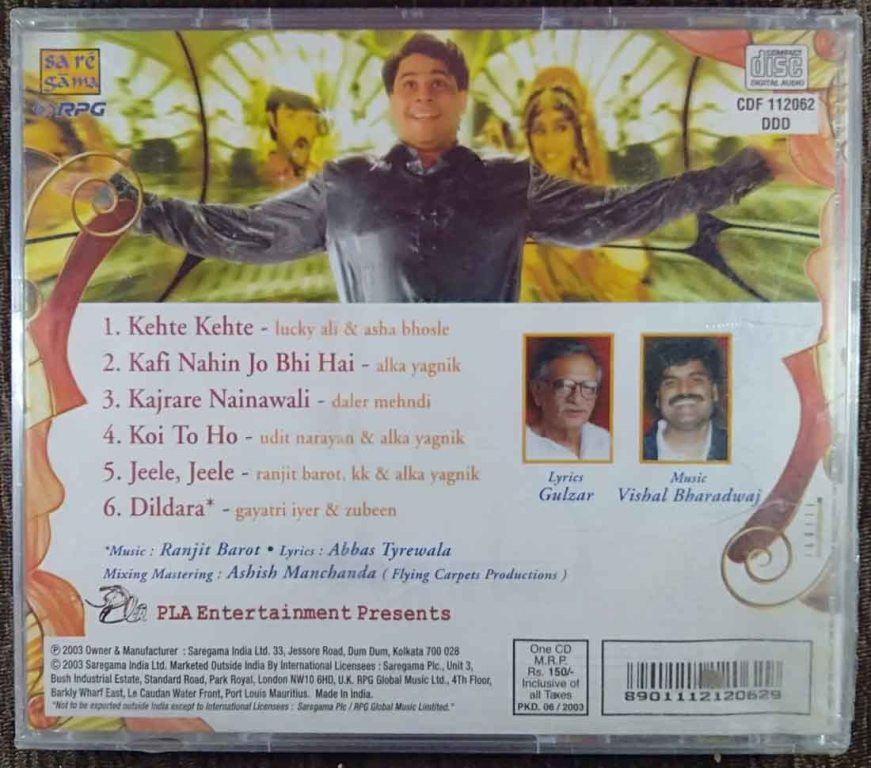 sa rē
gāma
RPG
COMPACT
disc
DIGITAL AUDIO
CDF 112062
DDD
1. Kehte Kehte - lucky ali & asha bhosle
2. Kafi Nahin Jo Bhi Hai - alka yagnik
3. Kajrare Nainawali - daler mehndi
4. Koi To Ho - udit narayan & alka yagnik
5. Jeele, Jeele - ranjit barot, kk & alka yagnik
6. Dildara* - gayatri iyer & zubeen
Lyrics
Gulzar
Music
Vishal Bharadwaj
*Music : Ranjit Barot • Lyrics : Abbas Tyrewala
Mixing Mastering : Ashish Manchanda ( Flying Carpets Productions )
Pla PLA Entertainment Presents
℗ 2003 Owner & Manufacturer : Saregama India Ltd. 33, Jessore Road, Dum Dum, Kolkata 700 028
© 2003 Saregama India Ltd. Marketed Outside India By International Licensees : Saregama Plc., Unit 3,
Bush Industrial Estate, Standard Road, Park Royal, London NW10 6HD, U.K. RPG Global Music Ltd., 4Th Floor,
Barkly Wharf East, Le Caudan Water Front, Port Louis Mauritius. Made In India.
"Not to be exported outside India except to International Licensees : Saregama Plc / RPG Global Music Limtited."
One CD
M.R.P.
Rs. 150/-
Inclusive of
all Taxes
PKD. 06 / 2003
8901112120629